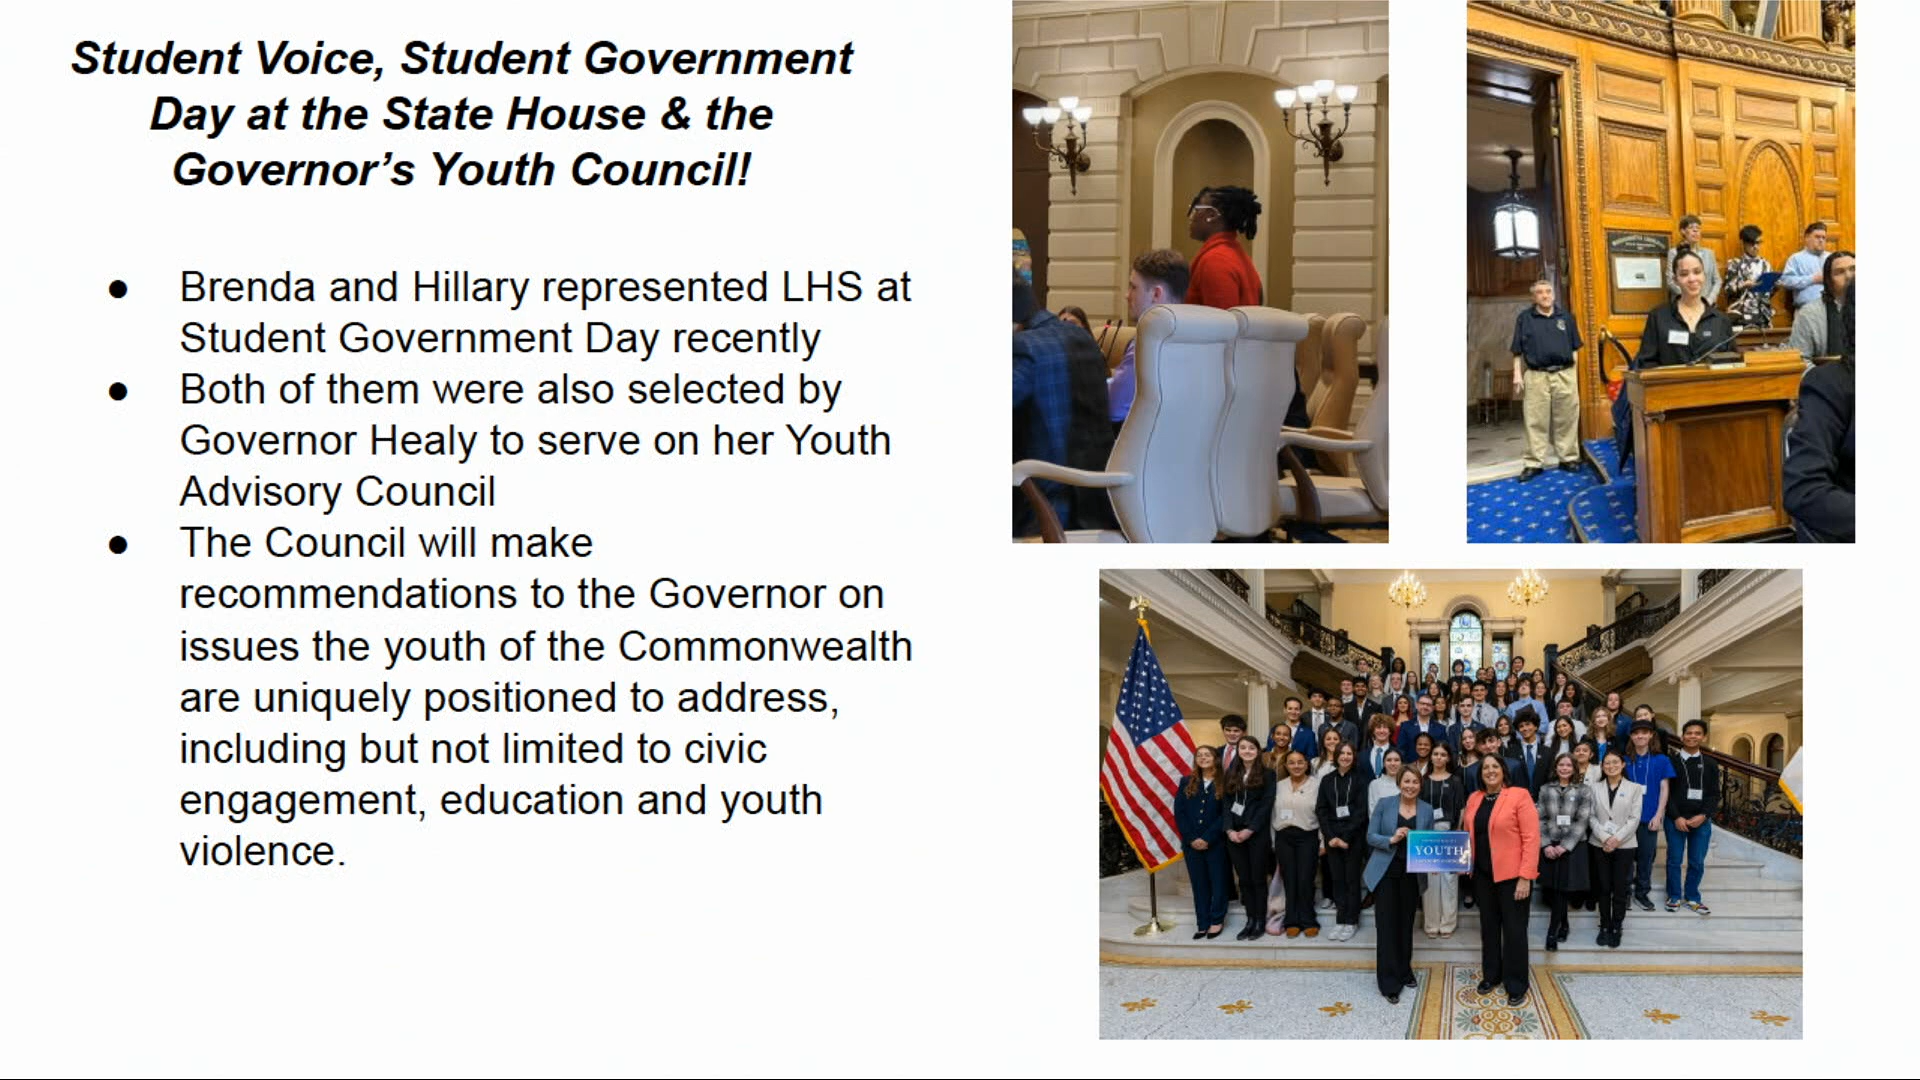 Student Voice, Student Government
Day at the State House & the
Governor’s Youth Council!
● Brenda and Hillary represented LHS at
Student Government Day recently
● Both of them were also selected by
Governor Healy to serve on her Youth
Advisory Council
● The Council will make
recommendations to the Governor on
issues the youth of the Commonwealth
are uniquely positioned to address,
including but not limited to civic
engagement, education and youth
violence.
YOUTH